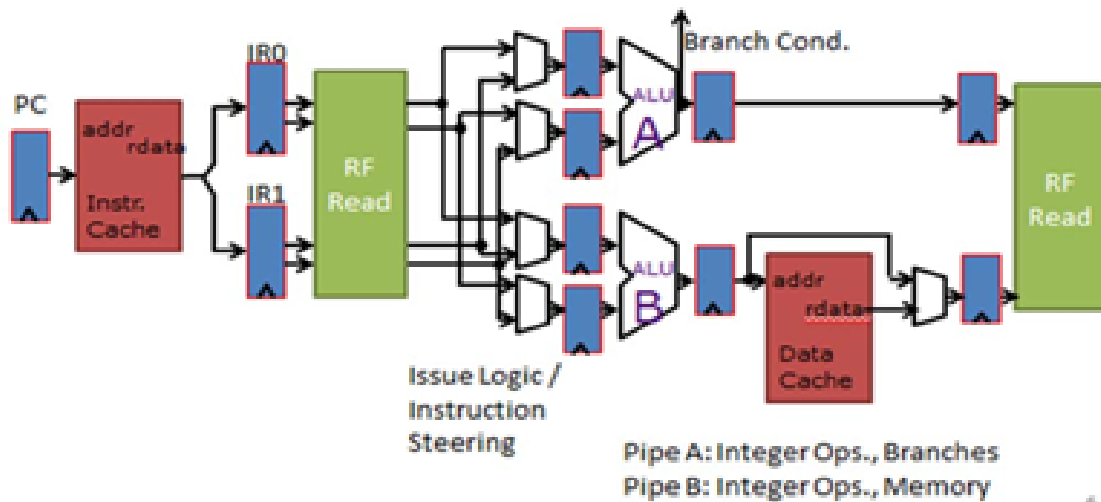 PC
addr
rdata
Instr.
Cache
IR0
IR1
RF
Read
Issue Logic /
Instruction
Steering
ALU
A
ALU
B
Branch Cond.
addr
rdata
Data
Cache
RF
Read
Pipe A: Integer Ops., Branches
Pipe B: Integer Ops., Memory